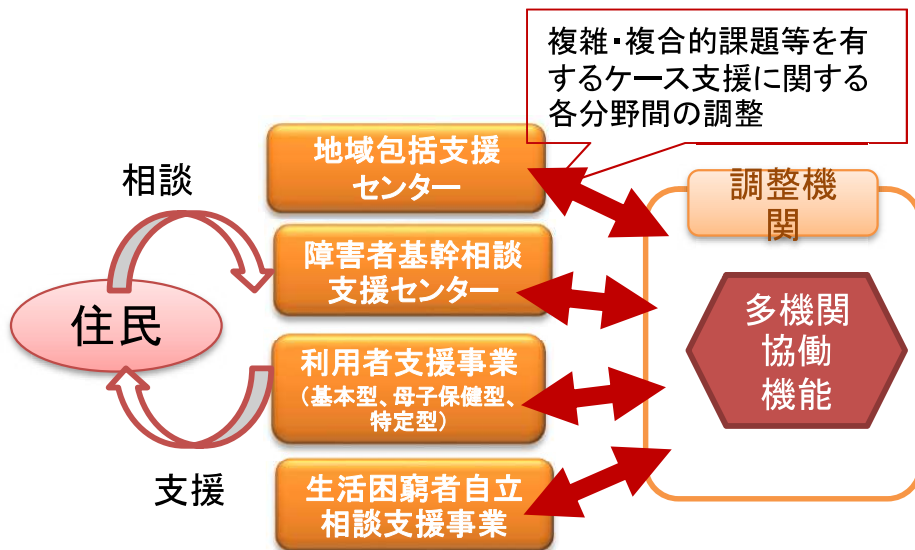 複雑・複合的課題等を有
するケース支援に関する
各分野間の調整
地域包括支援
センター
相談
調整機
関
障害者基幹相談
支援センター
住民
多機関
協働
機能
利用者支援事業
（基本型、母子保健型、
特定型）
支援
生活困窮者自立
相談支援事業